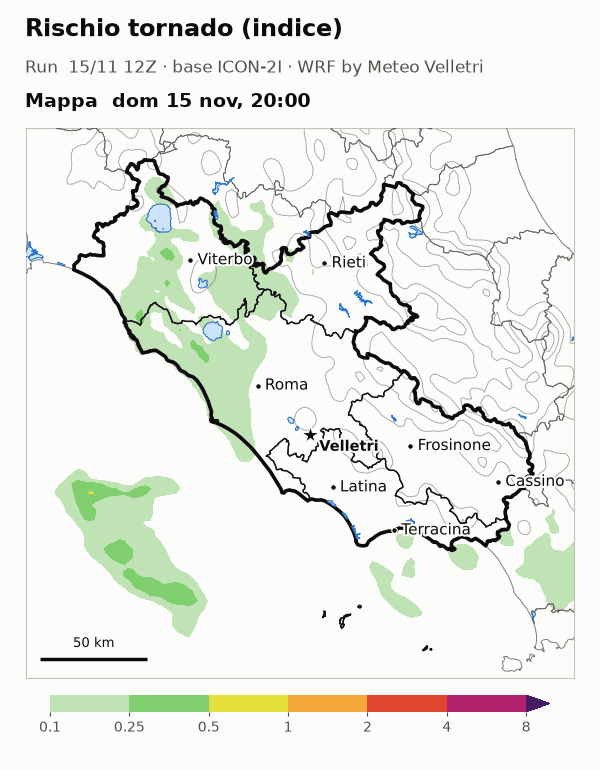 Rischio tornado (indice)
Run  15/11 12Z · base ICON-2I · WRF by Meteo Velletri
Mappa  dom 15 nov, 20:00
Viterbo
Rieti
Roma
Velletri
Frosinone
Latina
Cassino
Terracina
50 km
0.1 0.25 0.5 1 2 4 8